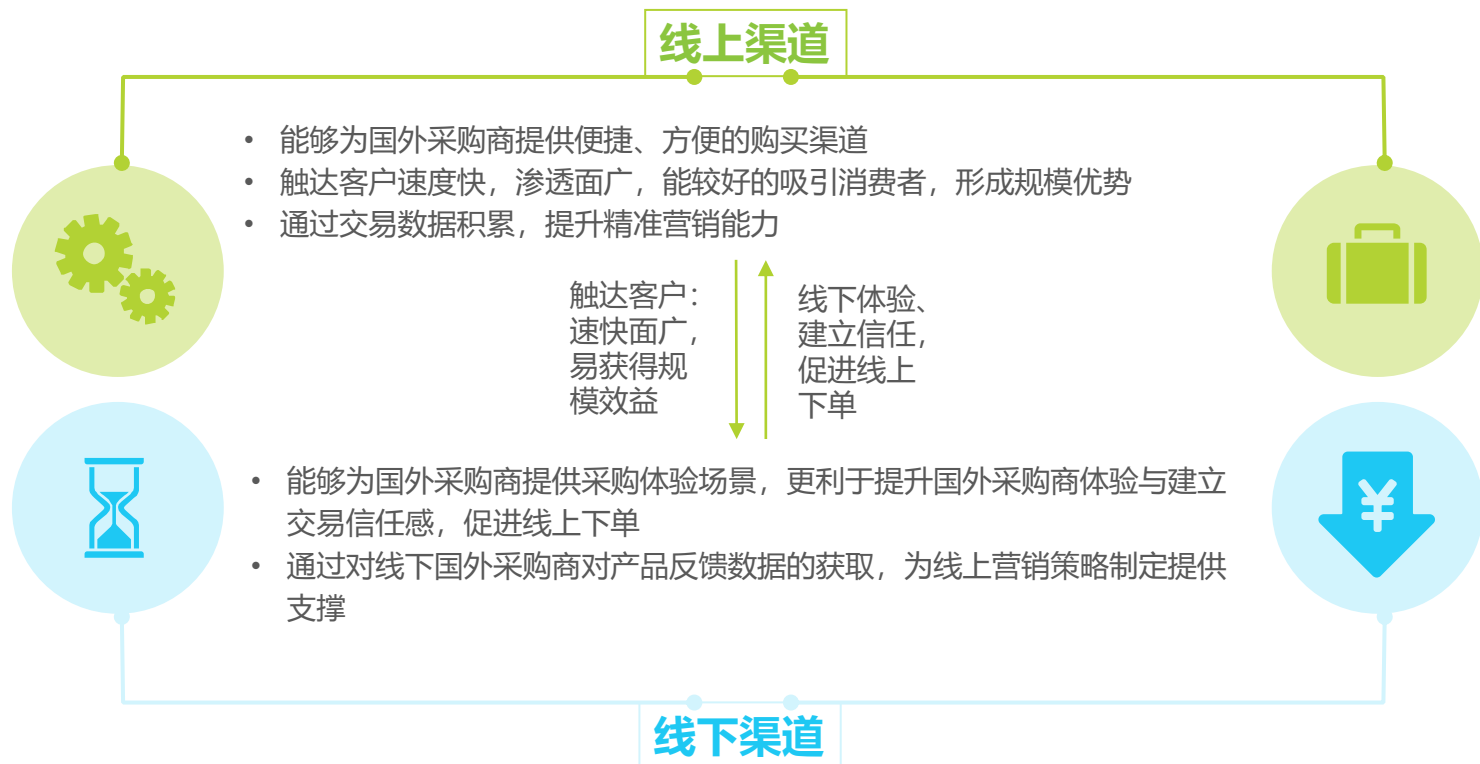 线上渠道
• 能够为国外采购商提供便捷、方便的购买渠道
• 触达客户速度快，渗透面广，能较好的吸引消费者，形成规模优势
• 通过交易数据积累，提升精准营销能力
触达客户：
速快面广，
易获得规
模效益
线下体验、
建立信任，
促进线上
下单
• 能够为国外采购商提供采购体验场景，更利于提升国外采购商体验与建立
交易信任感，促进线上下单
• 通过对线下国外采购商对产品反馈数据的获取，为线上营销策略制定提供
支撑
¥
线下渠道